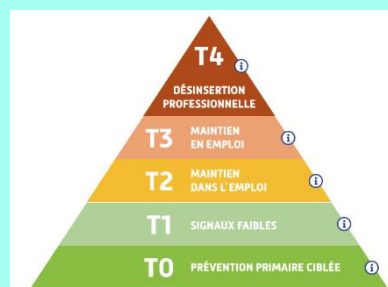 T4
DÉSINSERTION
PROFESSIONNELLE
T3 MAINTIEN
EN EMPLOI
T2 MAINTIEN
DANS L'EMPLOI
T1 SIGNAUX FAIBLES
T0 PRÉVENTION PRIMAIRE CIBLÉE